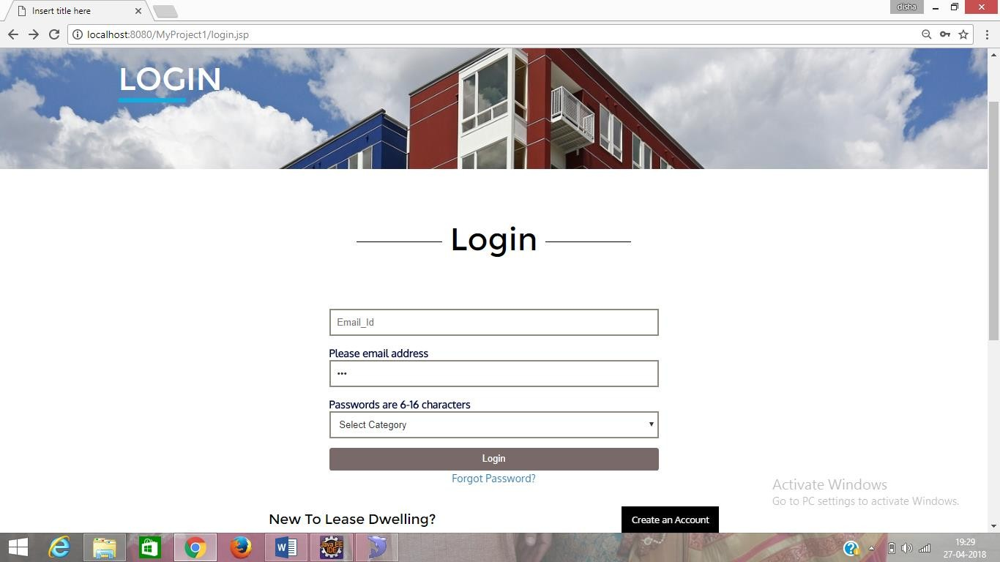 Insert title here
disha
localhost:8080/MyProject1/login.jsp
LOGIN
Login
Email_Id
Please email address
•••
Passwords are 6-16 characters
Select Category
Login
Forgot Password?
Activate Windows
Go to PC settings to activate Windows.
New To Lease Dwelling?
Create an Account
Java EE
IDE
19:29
27-04-2018